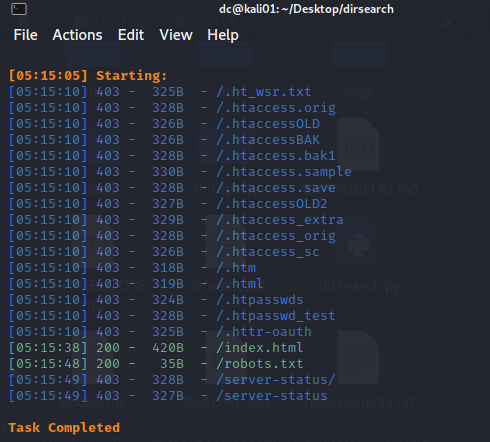 dc@kali01: ~/Desktop/dirsearch
File Actions Edit View Help
[05:15:05] Starting:
[05:15:10] 403 - 325B - /.ht_wsr.txt
[05:15:10] 403 - 328B - /.htaccess.orig
[05:15:10] 403 - 326B - /.htaccessOLD
[05:15:10] 403 - 326B - /.htaccessBAK
[05:15:10] 403 - 328B - /.htaccess.bak1
[05:15:10] 403 - 330B - /.htaccess.sample
[05:15:10] 403 - 328B - /.htaccess.save
[05:15:10] 403 - 327B - /.htaccessOLD2
[05:15:10] 403 - 329B - /.htaccess_extra
[05:15:10] 403 - 328B - /.htaccess_orig
[05:15:10] 403 - 326B - /.htaccess_sc
[05:15:10] 403 - 318B - /.htm
[05:15:10] 403 - 319B - /.html
[05:15:10] 403 - 324B - /.htpasswds
[05:15:10] 403 - 328B - /.htpasswd_test
[05:15:10] 403 - 325B - /.httr-oauth
[05:15:38] 200 - 420B - /index.html
[05:15:48] 200 - 35B - /robots.txt
[05:15:49] 403 - 328B - /server-status/
[05:15:49] 403 - 327B - /server-status
Task Completed
logs
dirsearch.py
README.md
requirements.txt